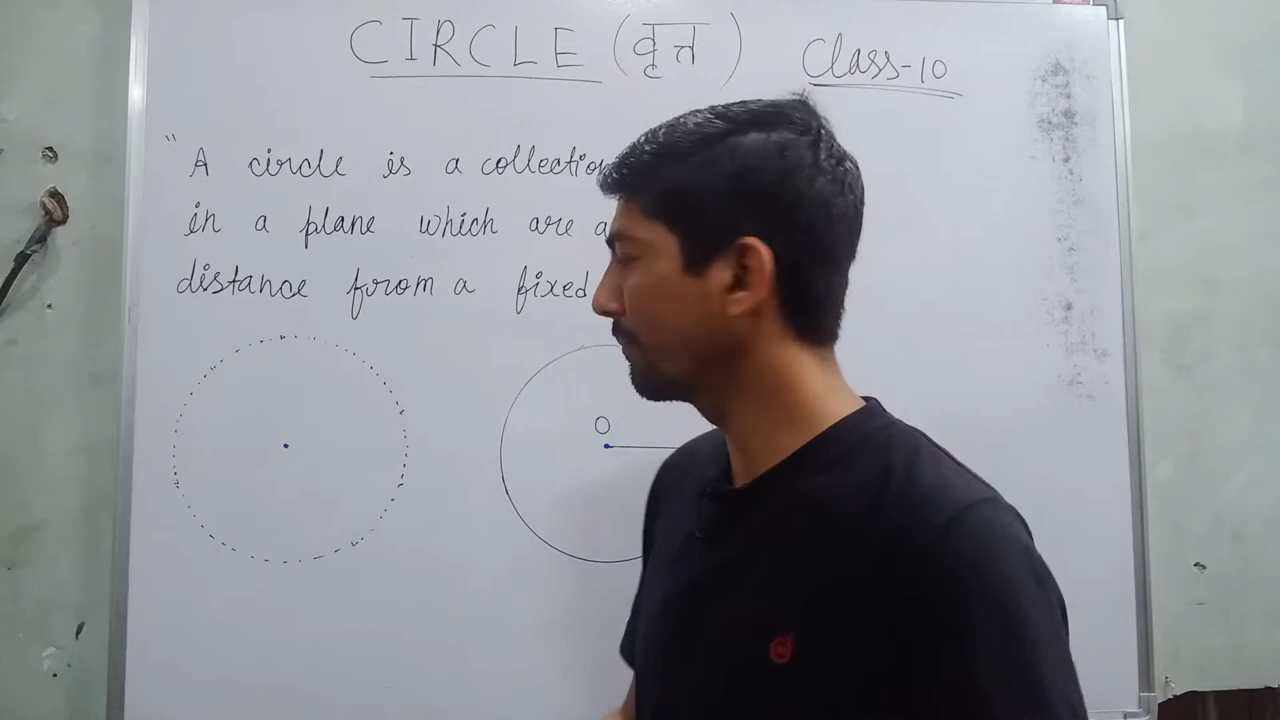 CIRCLE (वृत्त) Class-10
" A circle is a collection
in a plane which are a
distance from a fixed
O